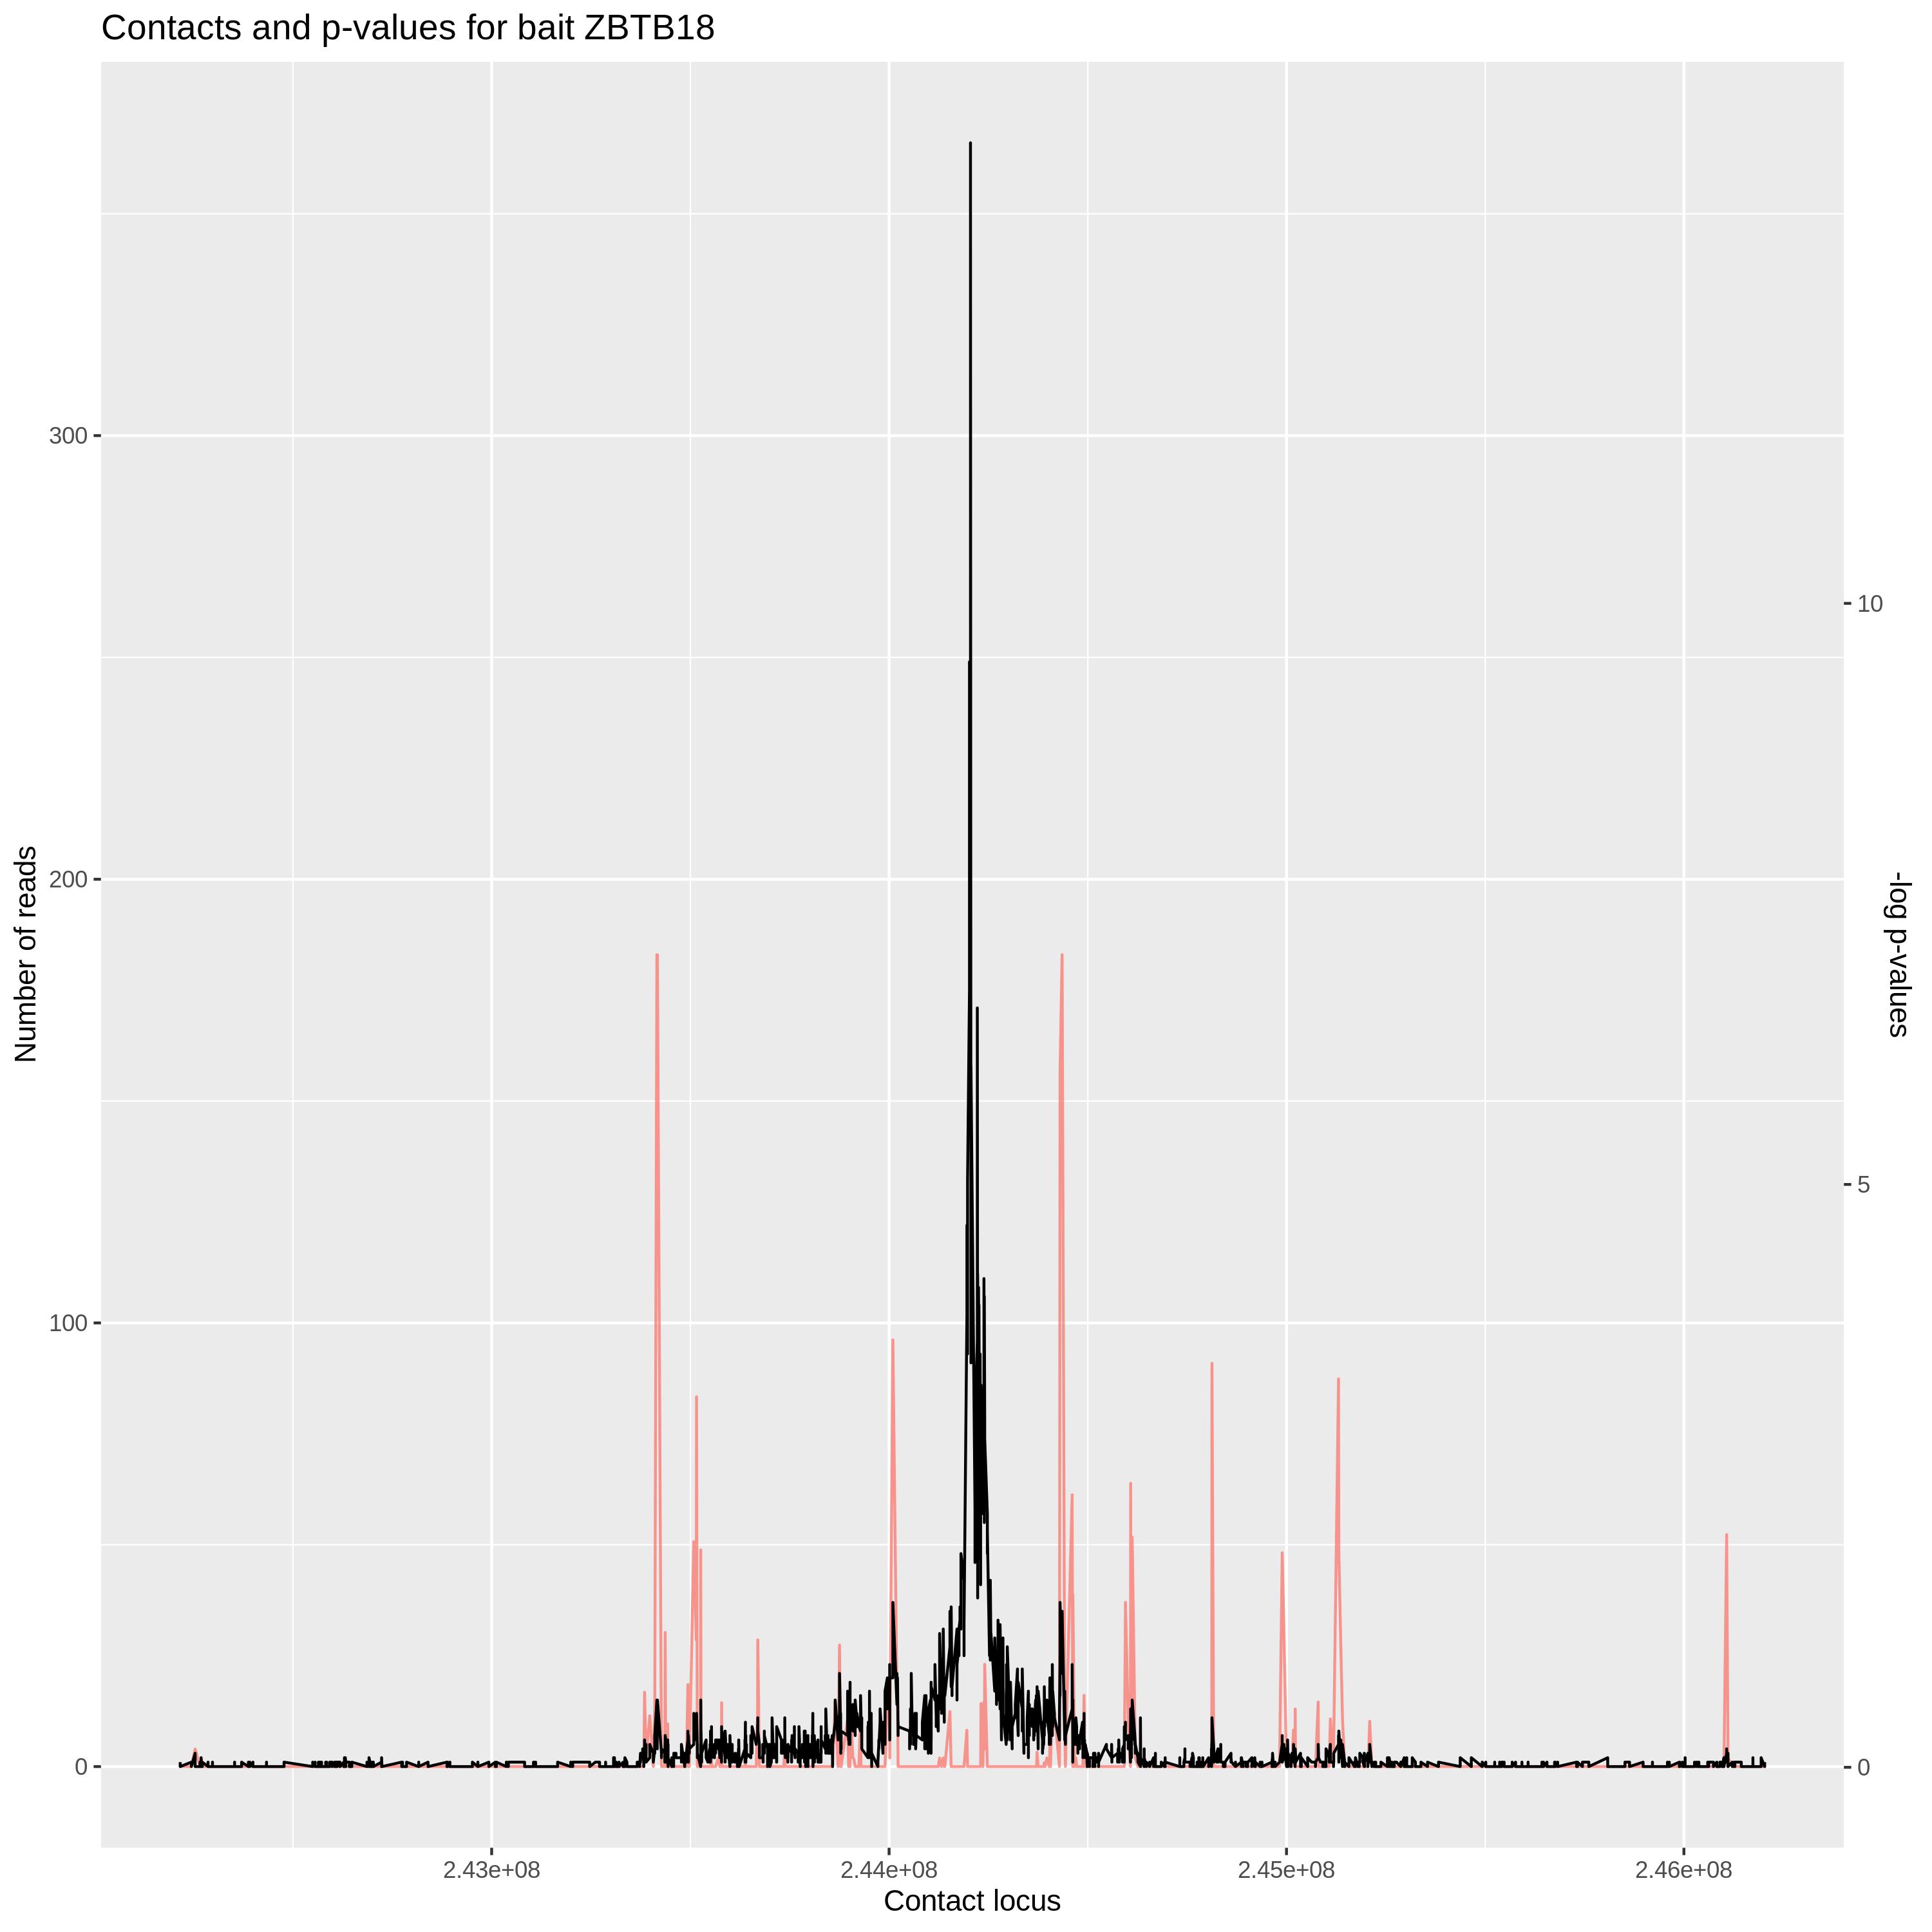 Contacts and p-values for bait ZBTB18
300
200
100
0
Number of reads
10
5
0
-log p-values
2.43e+08
2.44e+08
2.45e+08
2.46e+08
Contact locus